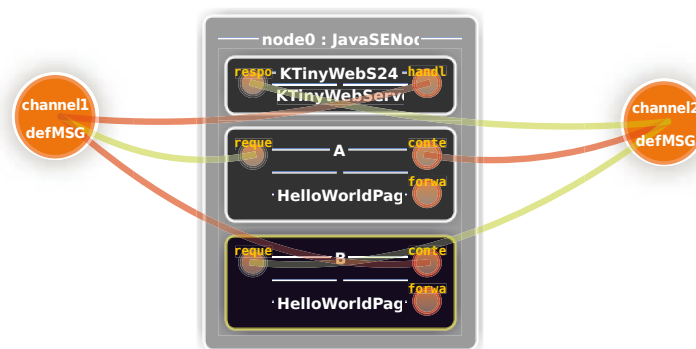 node0 : JavaSENo
respo KTinyWebS24 handl
KTinyWebServ
channel1
defMSG
channel2
defMSG
reque A conte
forwa
HelloWorldPag
reque B conte
forwa
HelloWorldPag